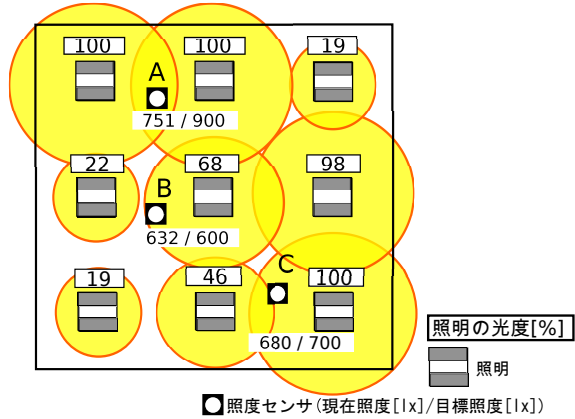 100 100 19
A
751 / 900
22 68 98
B
632 / 600
C
19 46 100
680 / 700
照明の光度[%]
照明
照度センサ(現在照度[lx]/目標照度[lx])